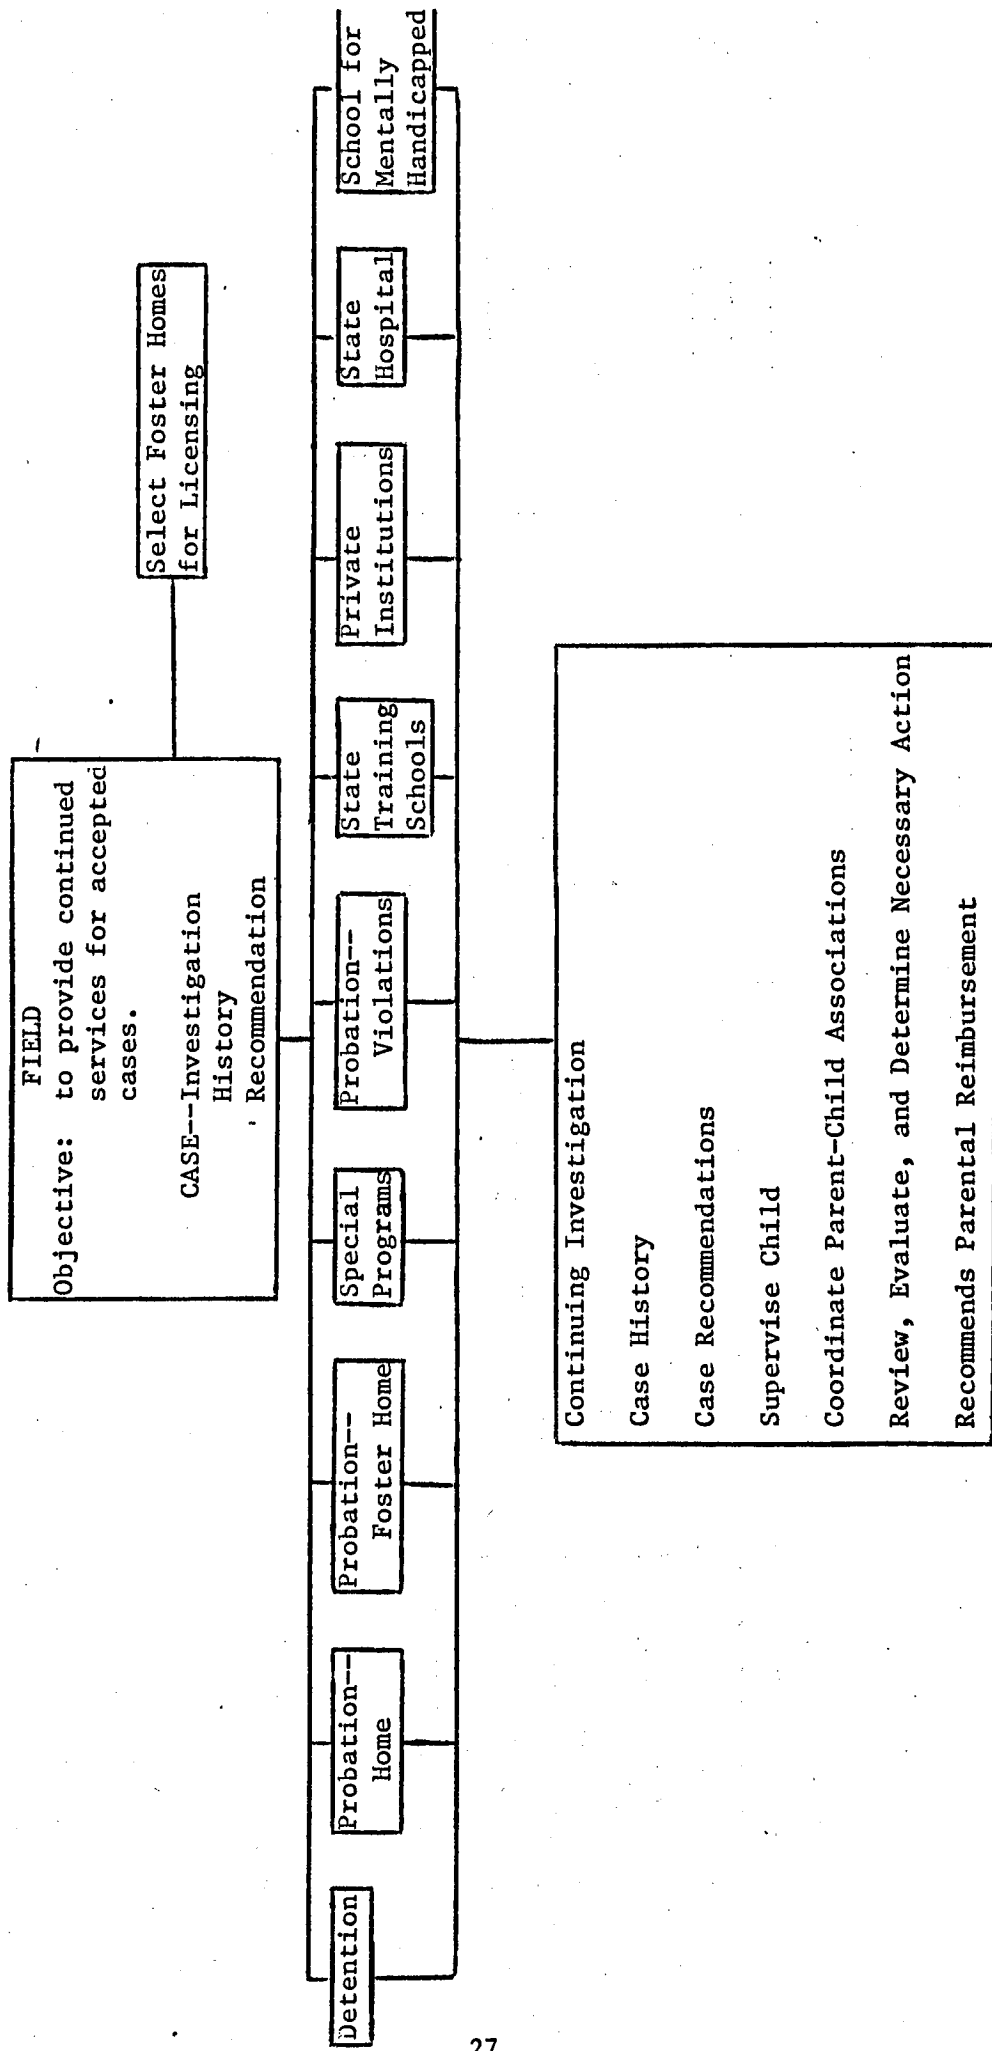 FIELD
Objective: to provide continued
services for accepted
cases.
CASE--Investigation
History
Recommendation
Select Foster Homes
for Licensing
Detention
Probation--
Home
Probation--
Foster Home
Special
Programs
Probation--
Violations
State
Training
Schools
Private
Institutions
State
Hospital
School for
Mentally
Handicapped
Continuing Investigation
Case History
Case Recommendations
Supervise Child
Coordinate Parent-Child Associations
Review, Evaluate, and Determine Necessary Action
Recommends Parental Reimbursement
27